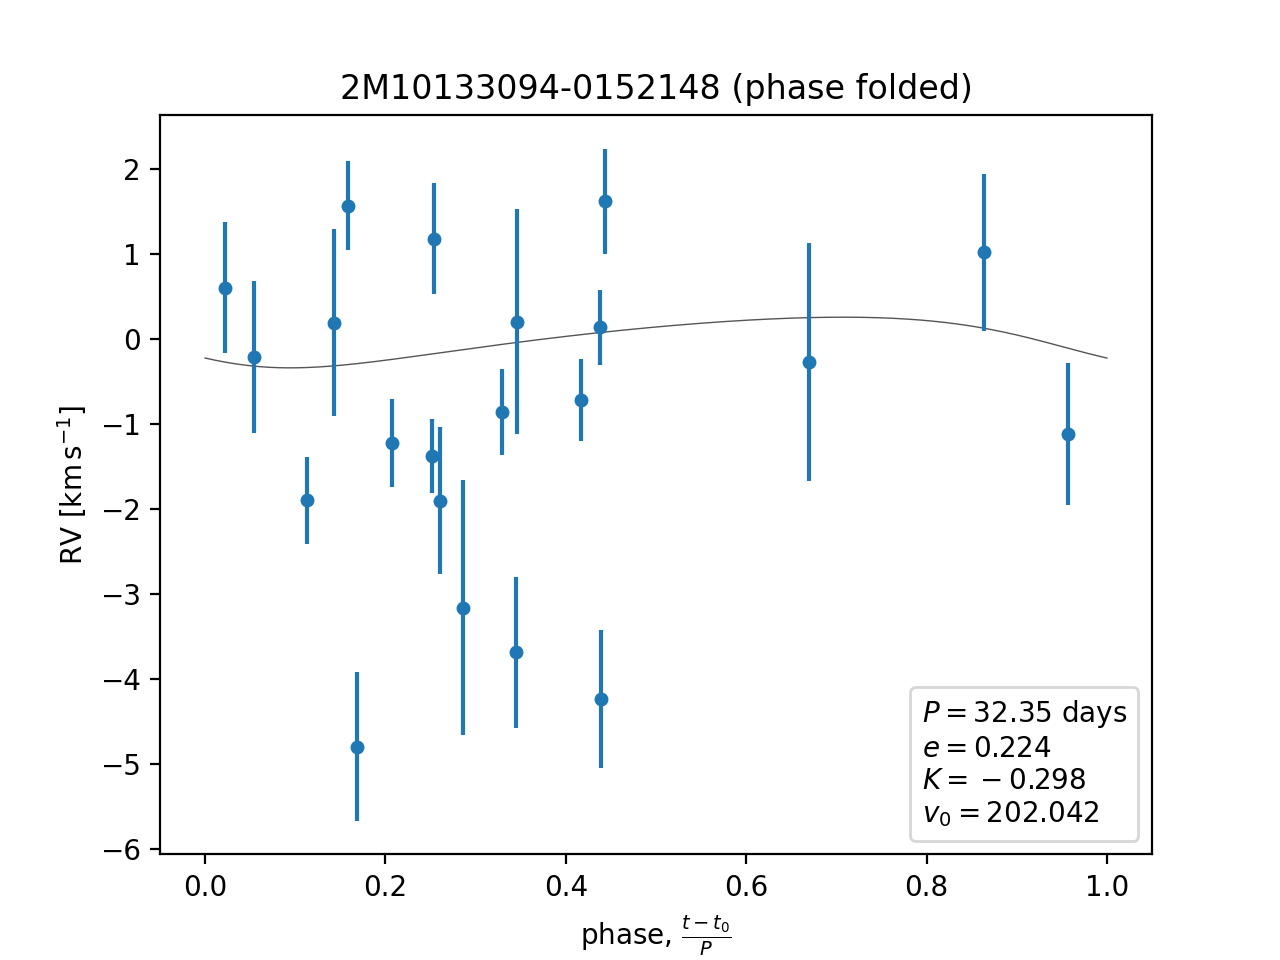 2M10133094-0152148 (phase folded)
RV [km s⁻¹]
2
1
0
−1
−2
−3
−4
−5
−6
P = 32.35 days
e = 0.224
K = −0.298
v₀ = 202.042
0.0 0.2 0.4 0.6 0.8 1.0
phase, (t − t₀)/P